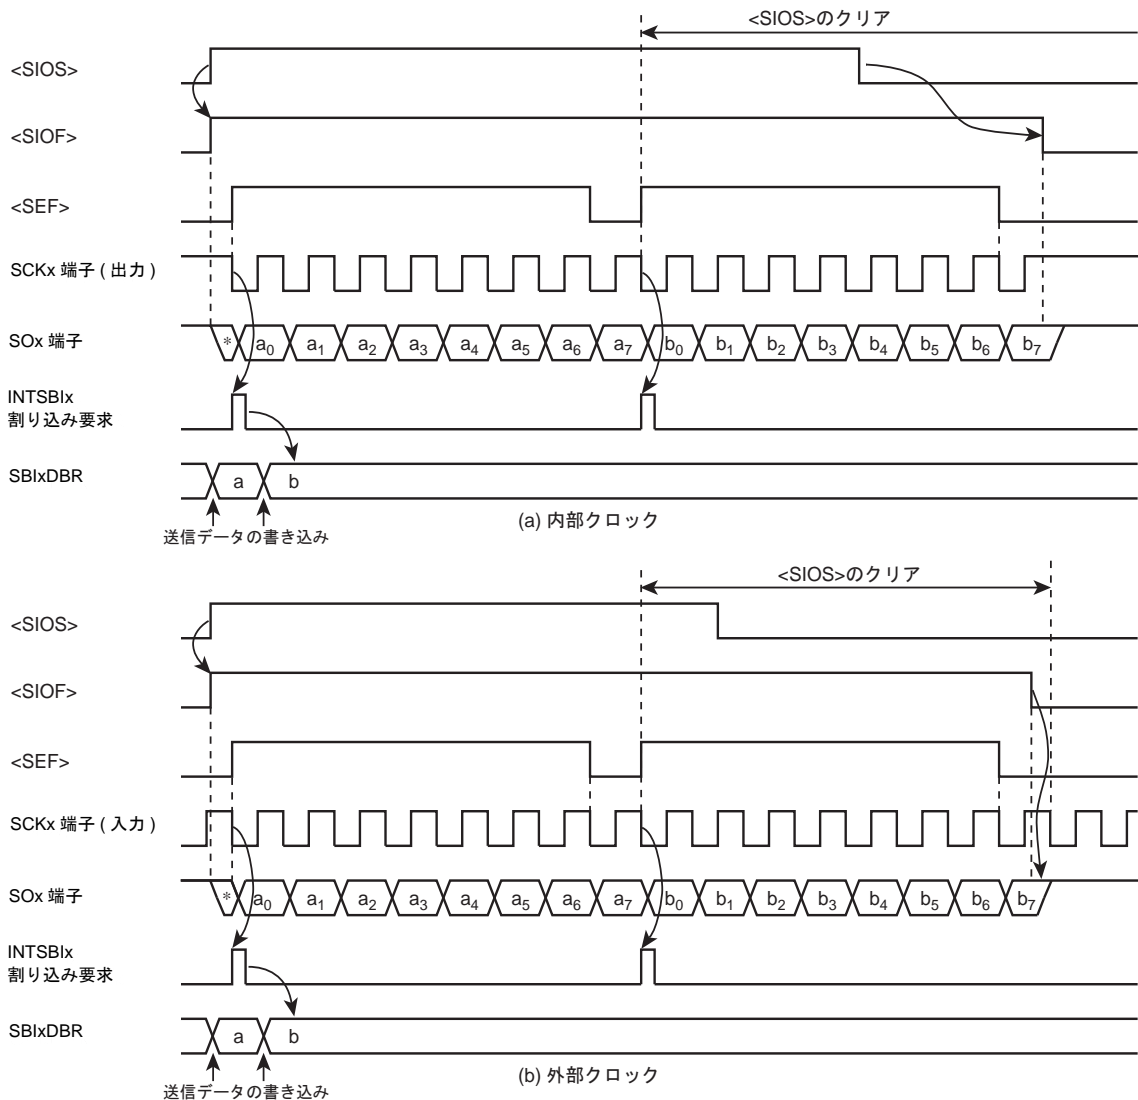 <SIOS>のクリア
<SIOS>
<SIOF>
<SEF>
SCKx 端子 ( 出力 )
SOx 端子
* a0 a1 a2 a3 a4 a5 a6 a7 b0 b1 b2 b3 b4 b5 b6 b7
INTSBIx
割り込み要求
SBIxDBR
a b
送信データの書き込み
(a) 内部クロック
<SIOS>のクリア
<SIOS>
<SIOF>
<SEF>
SCKx 端子 ( 入力 )
SOx 端子
* a0 a1 a2 a3 a4 a5 a6 a7 b0 b1 b2 b3 b4 b5 b6 b7
INTSBIx
割り込み要求
SBIxDBR
a b
送信データの書き込み
(b) 外部クロック